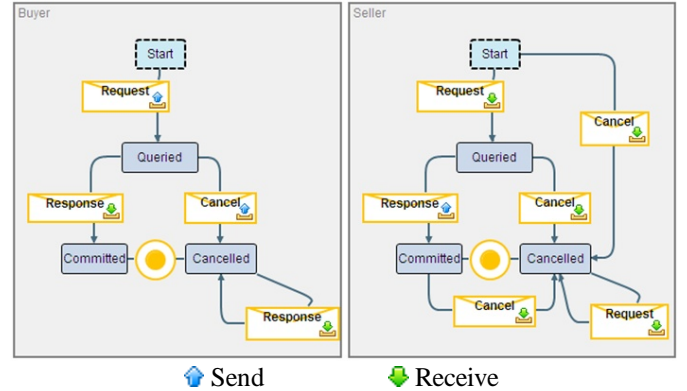 Buyer
Start
Request
Queried
Response
Cancel
Committed
Cancelled
Response
Seller
Start
Request
Cancel
Queried
Response
Cancel
Committed
Cancelled
Cancel
Request
Send
Receive